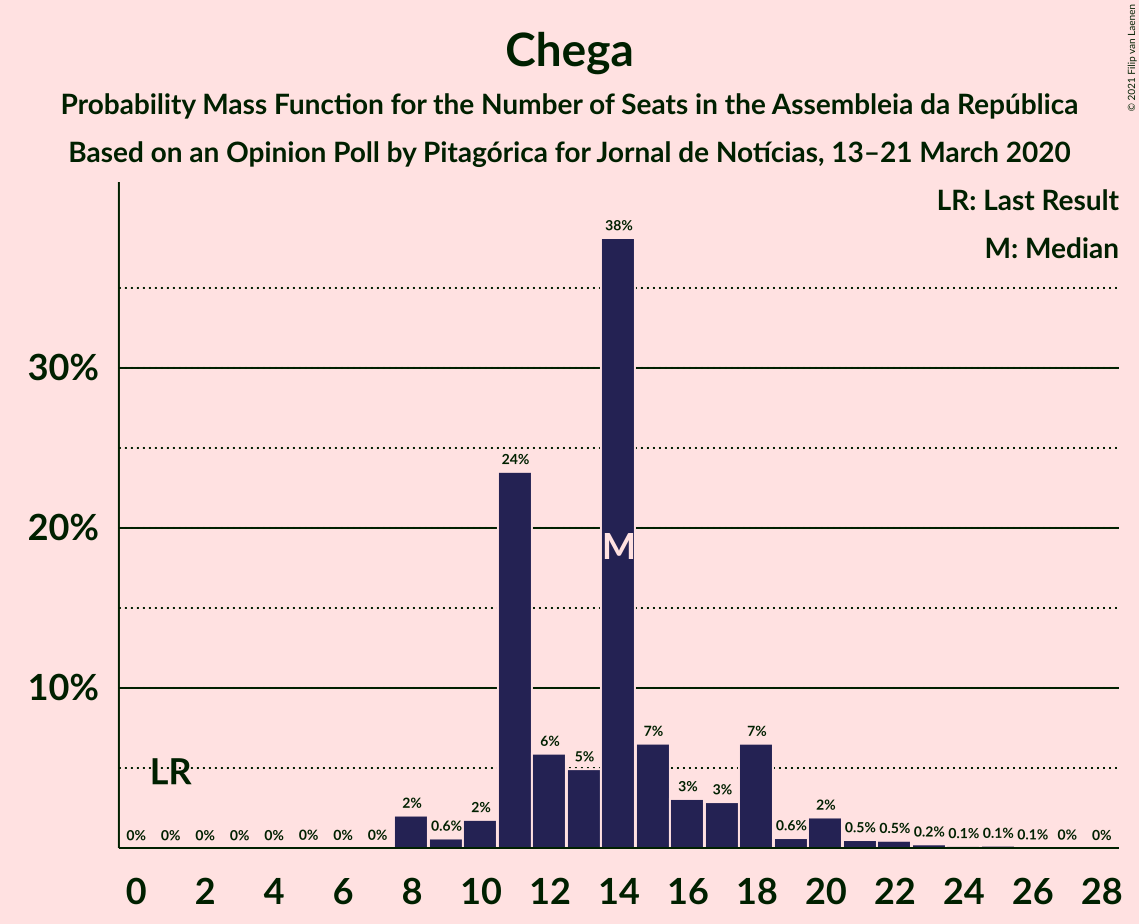 Chega
Probability Mass Function for the Number of Seats in the Assembleia da República
Based on an Opinion Poll by Pitagórica for Jornal de Notícias, 13–21 March 2020
© 2021 Filip van Laenen
LR: Last Result
M: Median
30%
20%
10%
LR
M
0% 0% 0% 0% 0% 0% 0% 0% 2% 0.6% 2% 24% 6% 5% 38% 7% 3% 3% 7% 0.6% 2% 0.5% 0.5% 0.2% 0.1% 0.1% 0.1% 0% 0%
0 2 4 6 8 10 12 14 16 18 20 22 24 26 28